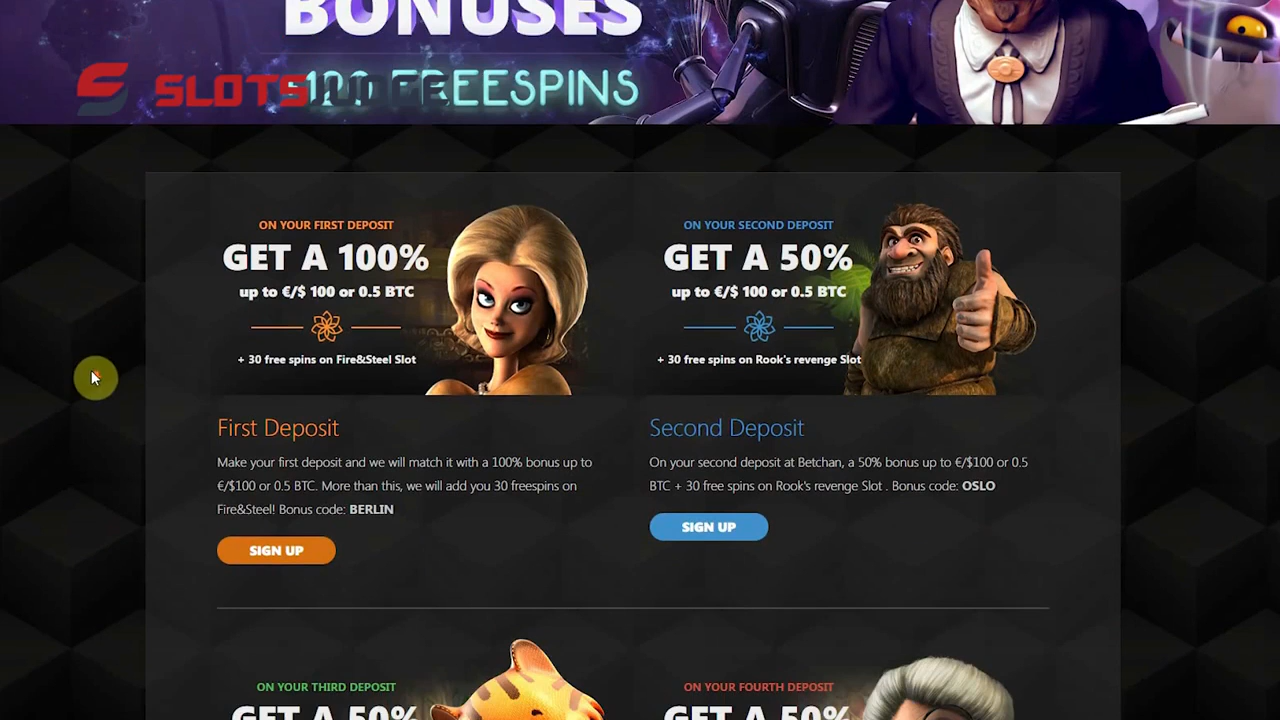 BONUSES
120 FREESPINS
SLOTSJUDGE
ON YOUR FIRST DEPOSIT
GET A 100%
up to €/$ 100 or 0.5 BTC
+ 30 free spins on Fire&Steel Slot
ON YOUR SECOND DEPOSIT
GET A 50%
up to €/$ 100 or 0.5 BTC
+ 30 free spins on Rook's revenge Slot
First Deposit
Make your first deposit and we will match it with a 100% bonus up to
€/$100 or 0.5 BTC. More than this, we will add you 30 freespins on
Fire&Steel! Bonus code: BERLIN
SIGN UP
Second Deposit
On your second deposit at Betchan, a 50% bonus up to €/$100 or 0.5
BTC + 30 free spins on Rook's revenge Slot . Bonus code: OSLO
SIGN UP
ON YOUR THIRD DEPOSIT
GET A 50%
ON YOUR FOURTH DEPOSIT
GET A 50%